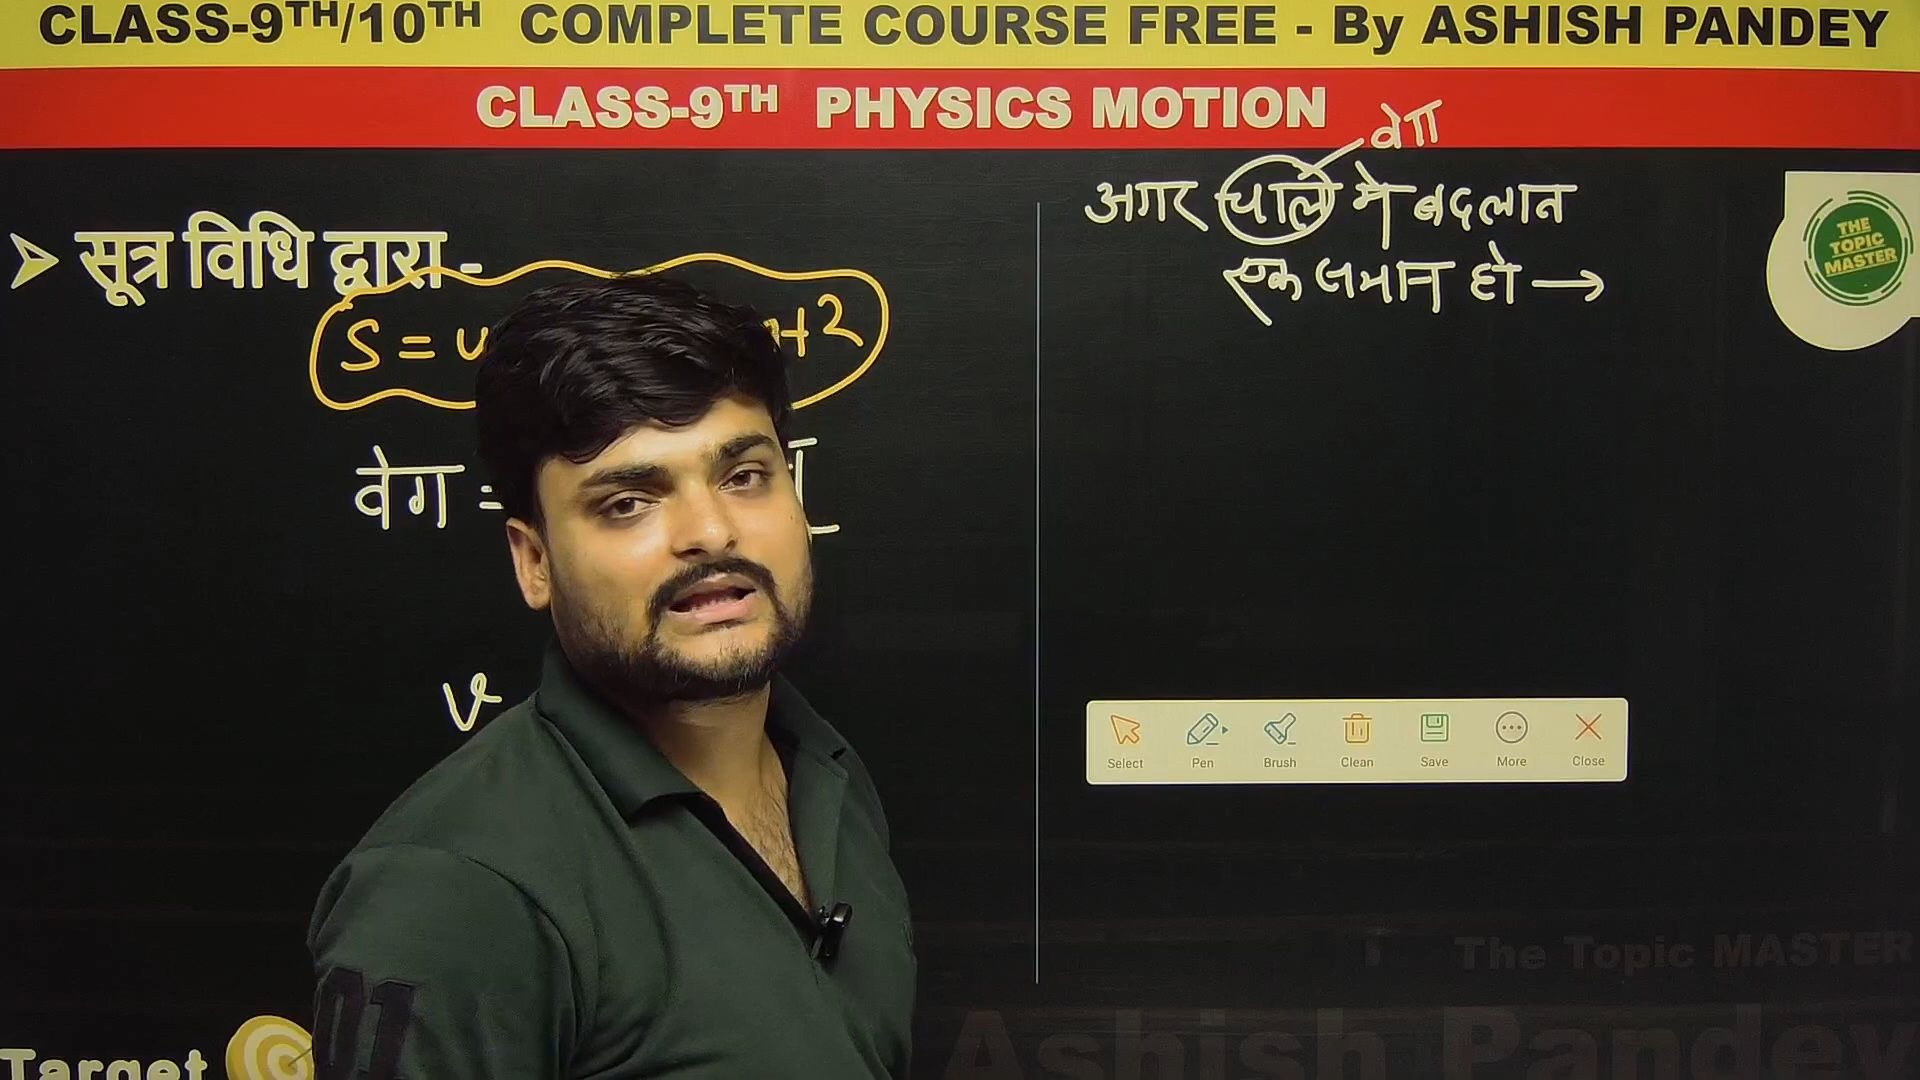 CLASS-9TH/10TH COMPLETE COURSE FREE - By ASHISH PANDEY
CLASS-9TH PHYSICS MOTION
➢ सूत्र विधि द्वारा -
S = u
+2
वेग =
v
वेग
अगर चाल में बदलाव
एक समान हो →
THE
TOPIC
MASTER
Select Pen Brush Clean Save More Close
The Topic MASTER
Ashish Pandey
Target